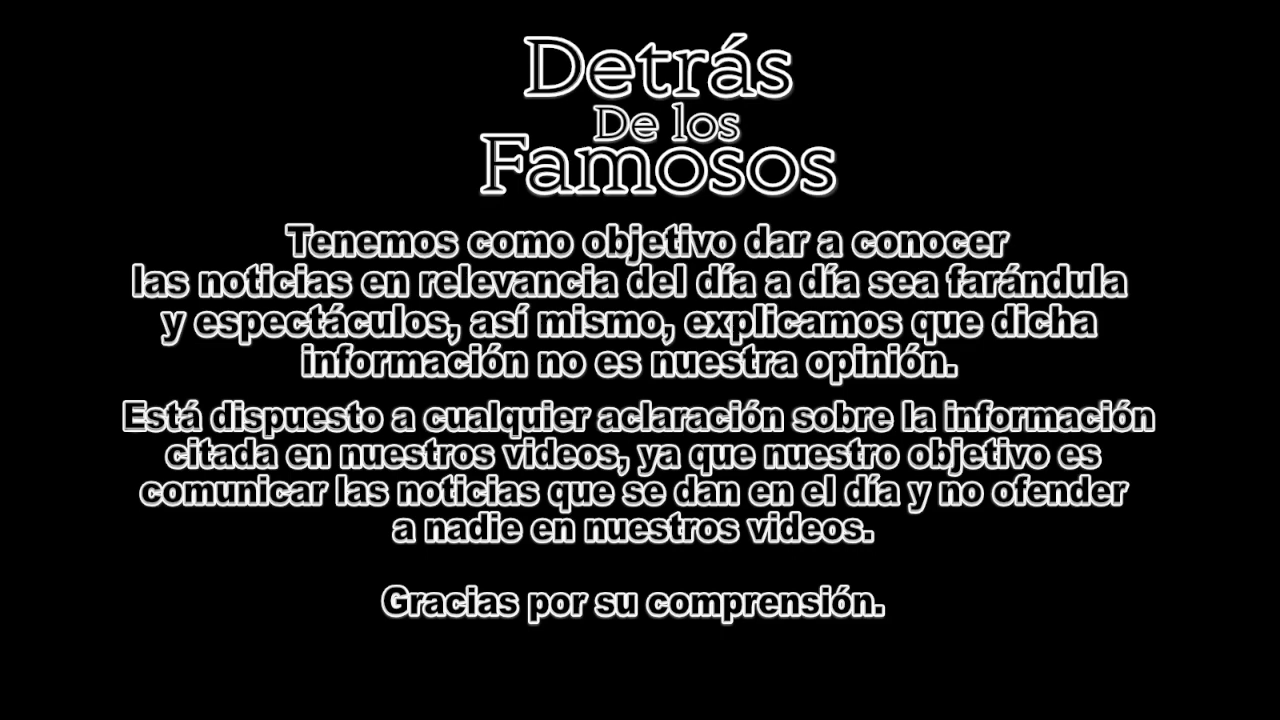 Detrás
De los
Famosos
Tenemos como objetivo dar a conocer
las noticias en relevancia del día a día sea farándula
y espectáculos, así mismo, explicamos que dicha
información no es nuestra opinión.
Está dispuesto a cualquier aclaración sobre la información
citada en nuestros videos, ya que nuestro objetivo es
comunicar las noticias que se dan en el día y no ofender
a nadie en nuestros videos.
Gracias por su comprensión.